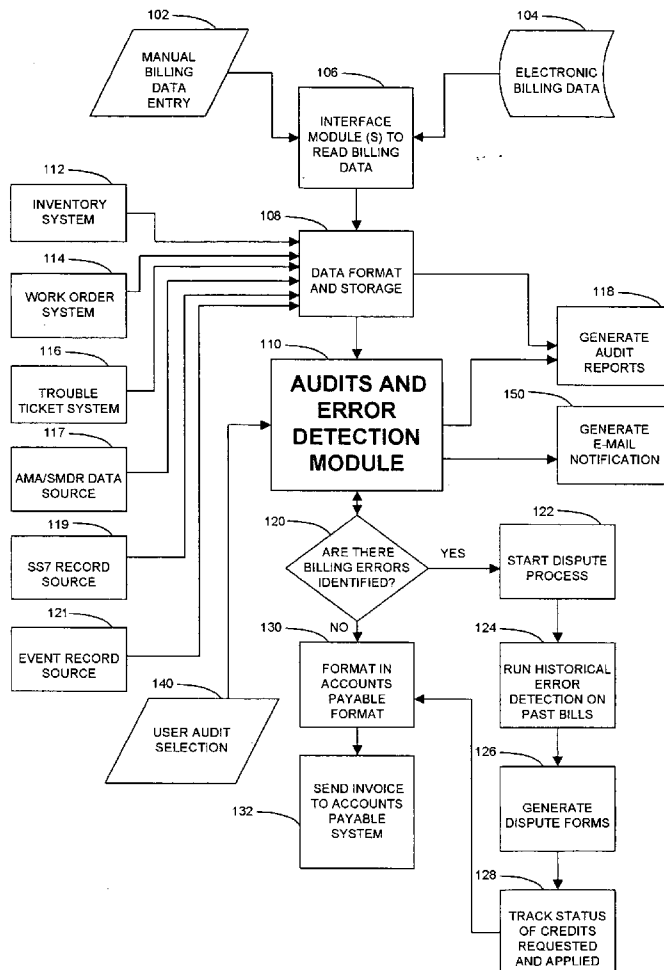 102
MANUAL
BILLING
DATA
ENTRY
104
ELECTRONIC
BILLING DATA
106
INTERFACE
MODULE (S) TO
READ BILLING
DATA
112
INVENTORY
SYSTEM
108
DATA FORMAT
AND STORAGE
114
WORK ORDER
SYSTEM
118
GENERATE
AUDIT
REPORTS
116
TROUBLE
TICKET SYSTEM
110
AUDITS AND
ERROR
DETECTION
MODULE
150
GENERATE
E-MAIL
NOTIFICATION
117
AMA/SMDR DATA
SOURCE
119
SS7 RECORD
SOURCE
120
ARE THERE
BILLING ERRORS
IDENTIFIED?
YES
NO
122
START DISPUTE
PROCESS
121
EVENT RECORD
SOURCE
130
FORMAT IN
ACCOUNTS
PAYABLE
FORMAT
124
RUN HISTORICAL
ERROR
DETECTION ON
PAST BILLS
140
USER AUDIT
SELECTION
132
SEND INVOICE
TO ACCOUNTS
PAYABLE
SYSTEM
126
GENERATE
DISPUTE FORMS
128
TRACK STATUS
OF CREDITS
REQUESTED
AND APPLIED